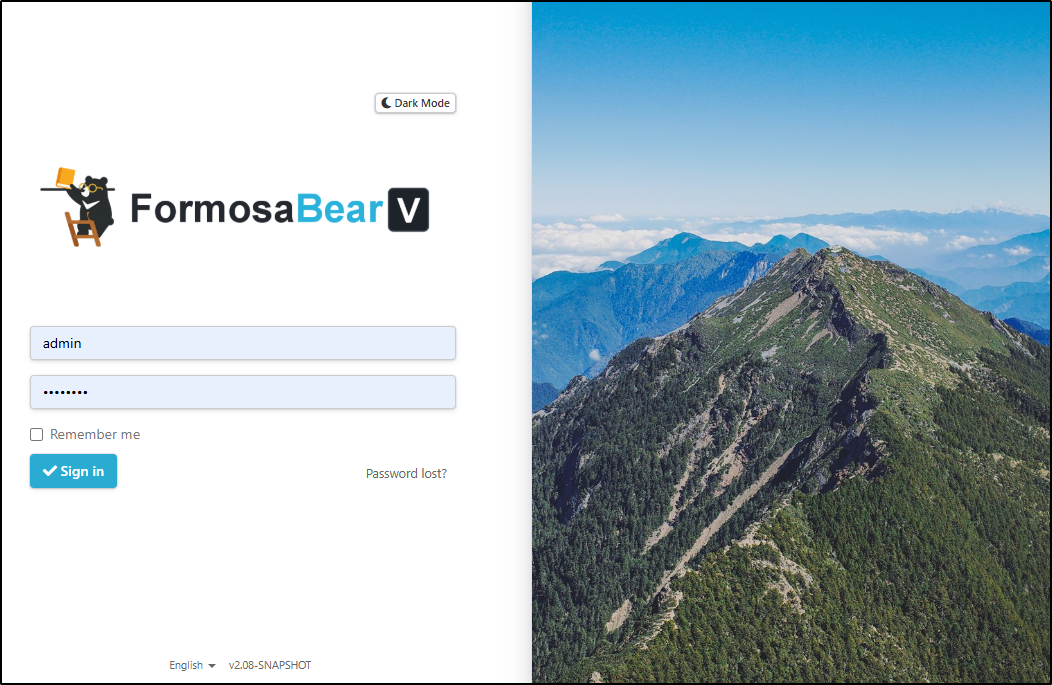 Dark Mode
FormosaBear V
admin
••••••••
Remember me
Sign in
Password lost?
English
v2.08-SNAPSHOT